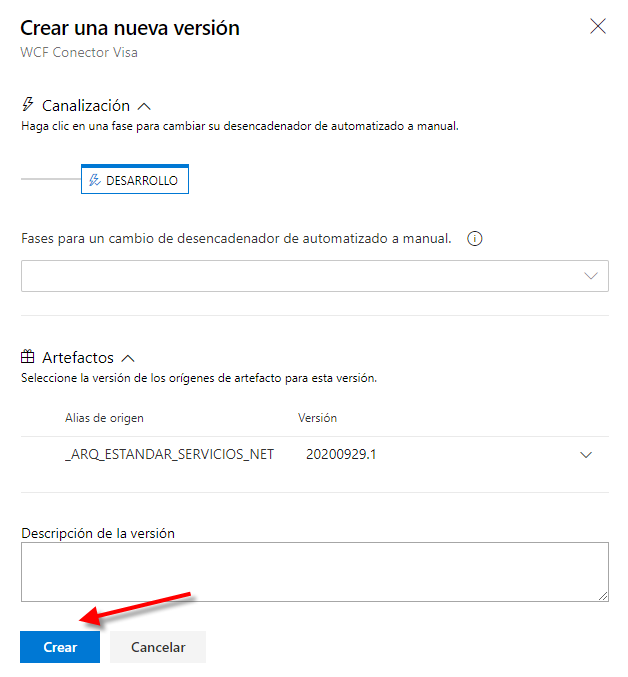 Crear una nueva versión
WCF Conector Visa
Canalización
Haga clic en una fase para cambiar su desencadenador de automatizado a manual.
DESARROLLO
Fases para un cambio de desencadenador de automatizado a manual.
Artefactos
Seleccione la versión de los orígenes de artefacto para esta versión.
Alias de origen Versión
_ARQ_ESTANDAR_SERVICIOS_NET 20200929.1
Descripción de la versión
Crear Cancelar